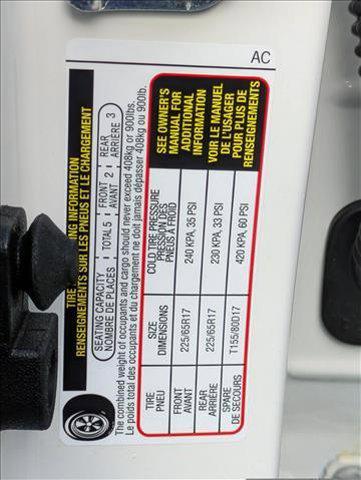 AC
TIRE ING INFORMATION
RENSEIGNEMENTS SUR LES PNEUS ET LE CHARGEMENT
SEATING CAPACITY
NOMBRE DE PLACES
TOTAL 5
FRONT
AVANT 2
REAR
ARRIÈRE 3
The combined weight of occupants and cargo should never exceed 408kg or 900lbs.
Le poids total des occupants et du chargement ne doit jamais dépasser 408kg ou 900lb.
TIRE
PNEU
SIZE
DIMENSIONS
COLD TIRE PRESSURE
PRESSION DES
PNEUS À FROID
SEE OWNER'S
MANUAL FOR
ADDITIONAL
INFORMATION
VOIR LE MANUEL
DE L'USAGER
POUR PLUS DE
RENSEIGNEMENTS
FRONT
AVANT
225/65R17
240 KPA, 35 PSI
REAR
ARRIÈRE
225/65R17
230 KPA, 33 PSI
SPARE
DE SECOURS
T155/80D17
420 KPA, 60 PSI